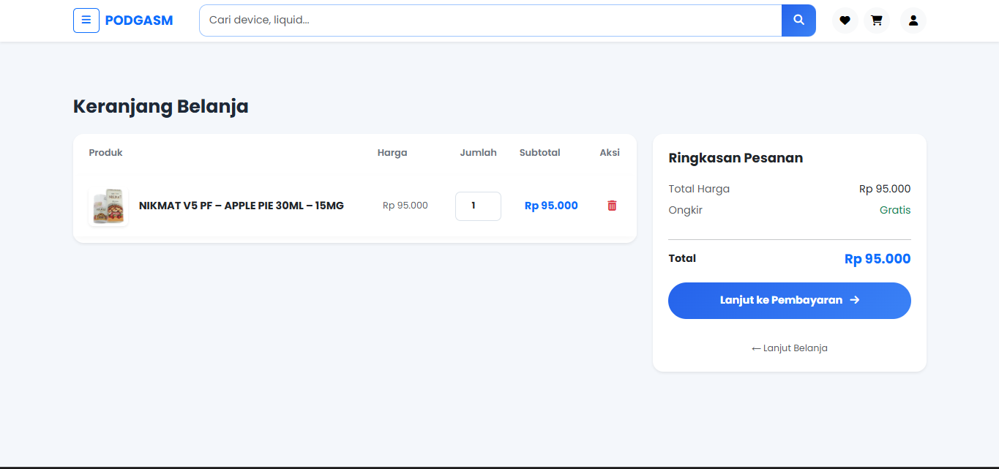 PODGASM
Cari device, liquid...
Keranjang Belanja
Produk Harga Jumlah Subtotal Aksi
NIKMAT V5 PF – APPLE PIE 30ML – 15MG Rp 95.000 1 Rp 95.000
Ringkasan Pesanan
Total Harga Rp 95.000
Ongkir Gratis
Total Rp 95.000
Lanjut ke Pembayaran →
← Lanjut Belanja